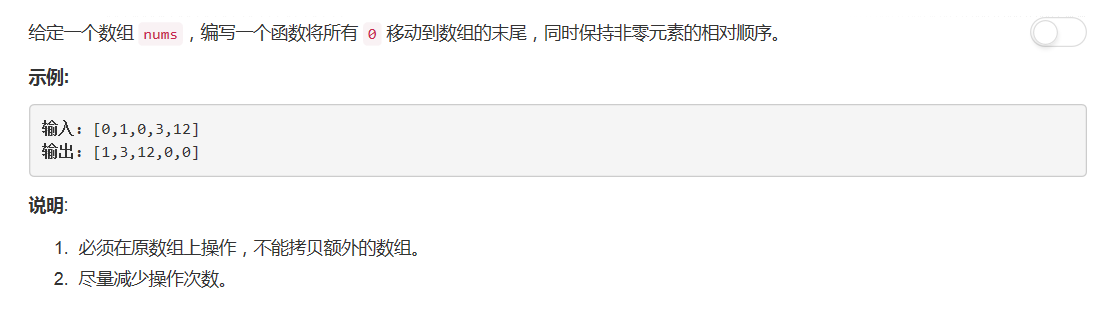 给定一个数组 nums ，编写一个函数将所有 0 移动到数组的末尾，同时保持非零元素的相对顺序。
示例:
输入: [0,1,0,3,12]
输出: [1,3,12,0,0]
说明:
1. 必须在原数组上操作，不能拷贝额外的数组。
2. 尽量减少操作次数。